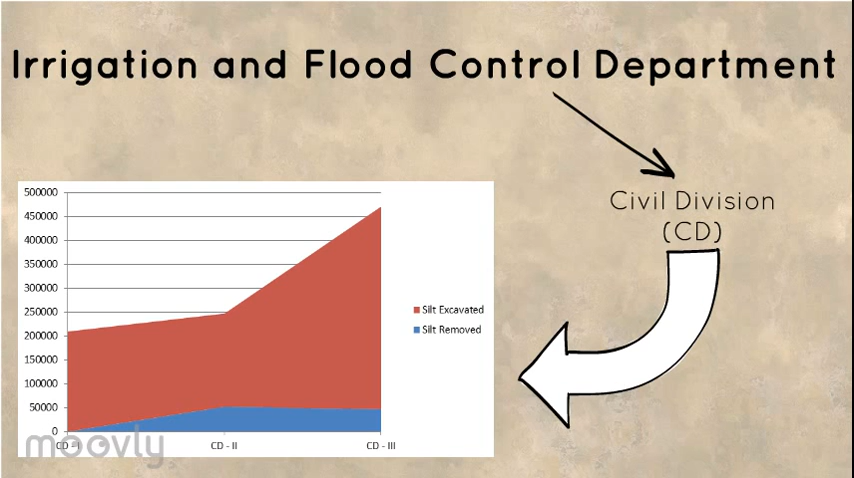 Irrigation and Flood Control Department
Civil Division
(CD)
500000
450000
400000
350000
300000
250000
200000
150000
100000
50000
0
CD - I
CD - II
CD - III
Silt Excavated
Silt Removed
moovly